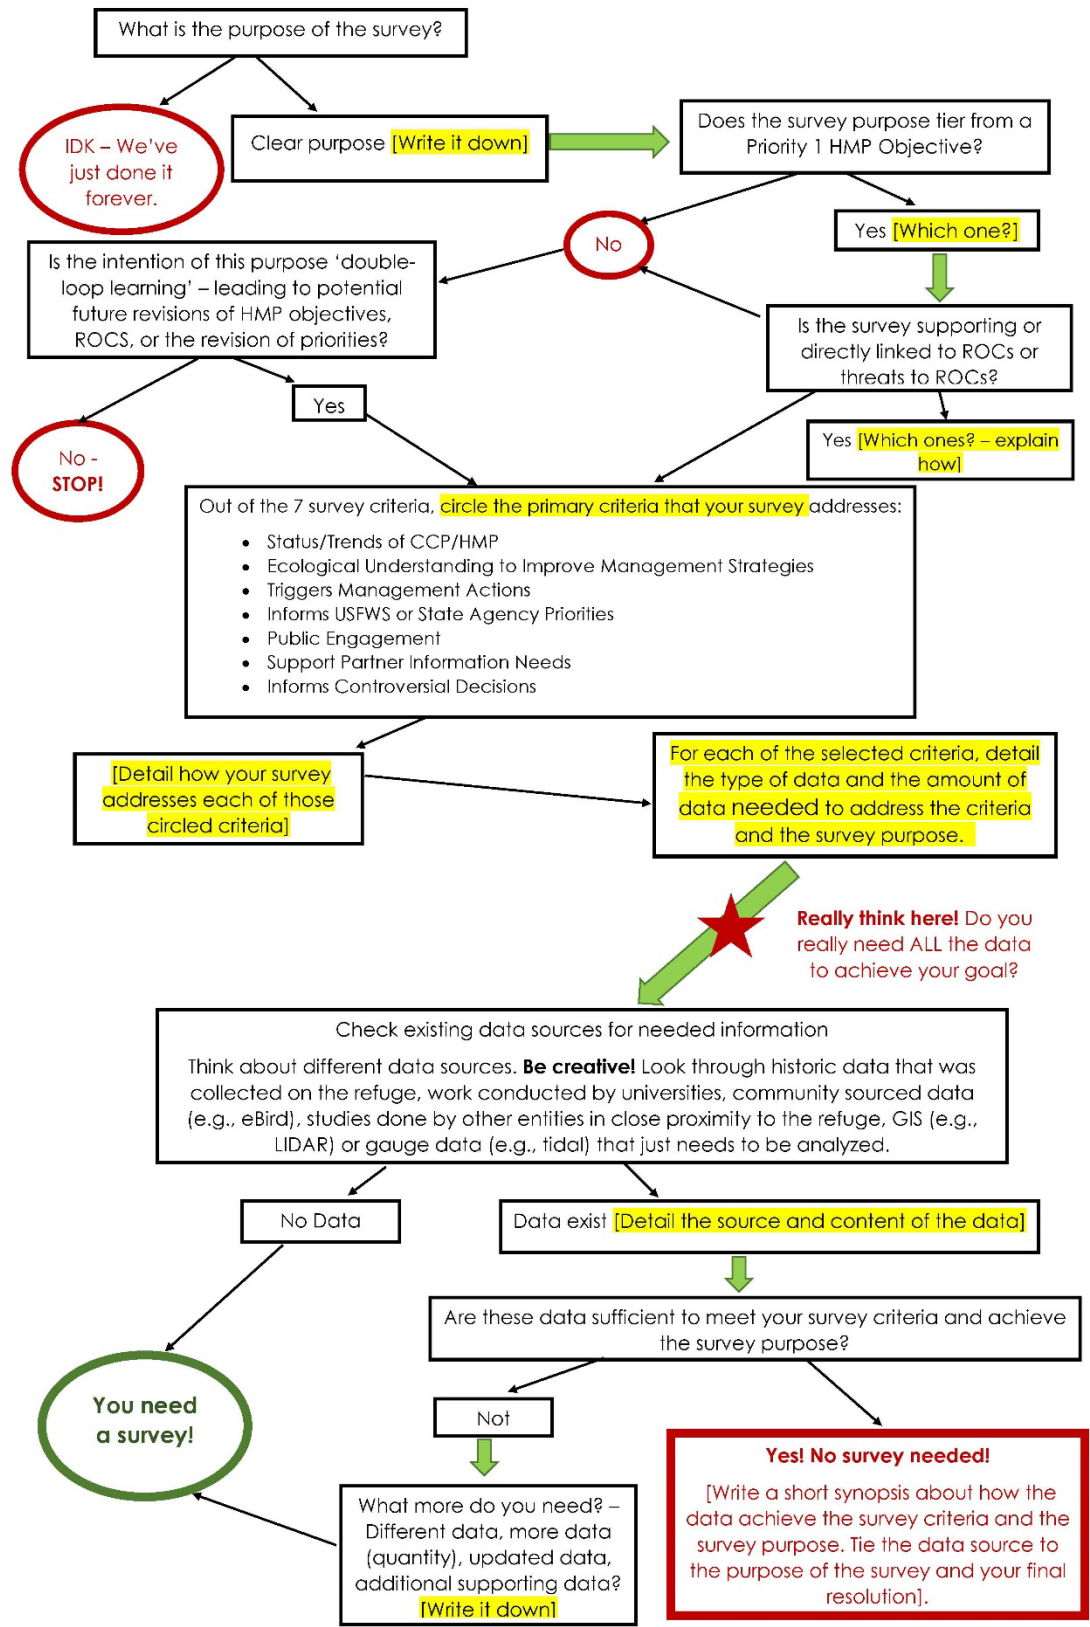 What is the purpose of the survey?
IDK – We've
just done it
forever.
Clear purpose [Write it down]
Does the survey purpose tier from a
Priority 1 HMP Objective?
No
Yes [Which one?]
Is the intention of this purpose ‘double-
loop learning’ – leading to potential
future revisions of HMP objectives,
ROCS, or the revision of priorities?
Is the survey supporting or
directly linked to ROCs or
threats to ROCs?
Yes
Yes [Which ones? – explain
how]
No -
STOP!
Out of the 7 survey criteria, circle the primary criteria that your survey addresses:
• Status/Trends of CCP/HMP
• Ecological Understanding to Improve Management Strategies
• Triggers Management Actions
• Informs USFWS or State Agency Priorities
• Public Engagement
• Support Partner Information Needs
• Informs Controversial Decisions
[Detail how your survey
addresses each of those
circled criteria]
For each of the selected criteria, detail
the type of data and the amount of
data needed to address the criteria
and the survey purpose.
Really think here! Do you
really need ALL the data
to achieve your goal?
Check existing data sources for needed information
Think about different data sources. Be creative! Look through historic data that was
collected on the refuge, work conducted by universities, community sourced data
(e.g., eBird), studies done by other entities in close proximity to the refuge, GIS (e.g.,
LIDAR) or gauge data (e.g., tidal) that just needs to be analyzed.
No Data
Data exist [Detail the source and content of the data]
Are these data sufficient to meet your survey criteria and achieve
the survey purpose?
You need
a survey!
Not
What more do you need? –
Different data, more data
(quantity), updated data,
additional supporting data?
[Write it down]
Yes! No survey needed!
[Write a short synopsis about how the
data achieve the survey criteria and the
survey purpose. Tie the data source to
the purpose of the survey and your final
resolution].